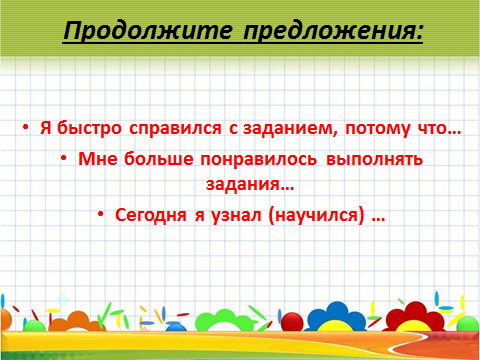 Продолжите предложения:
• Я быстро справился с заданием, потому что…
• Мне больше понравилось выполнять
задания…
• Сегодня я узнал (научился) …